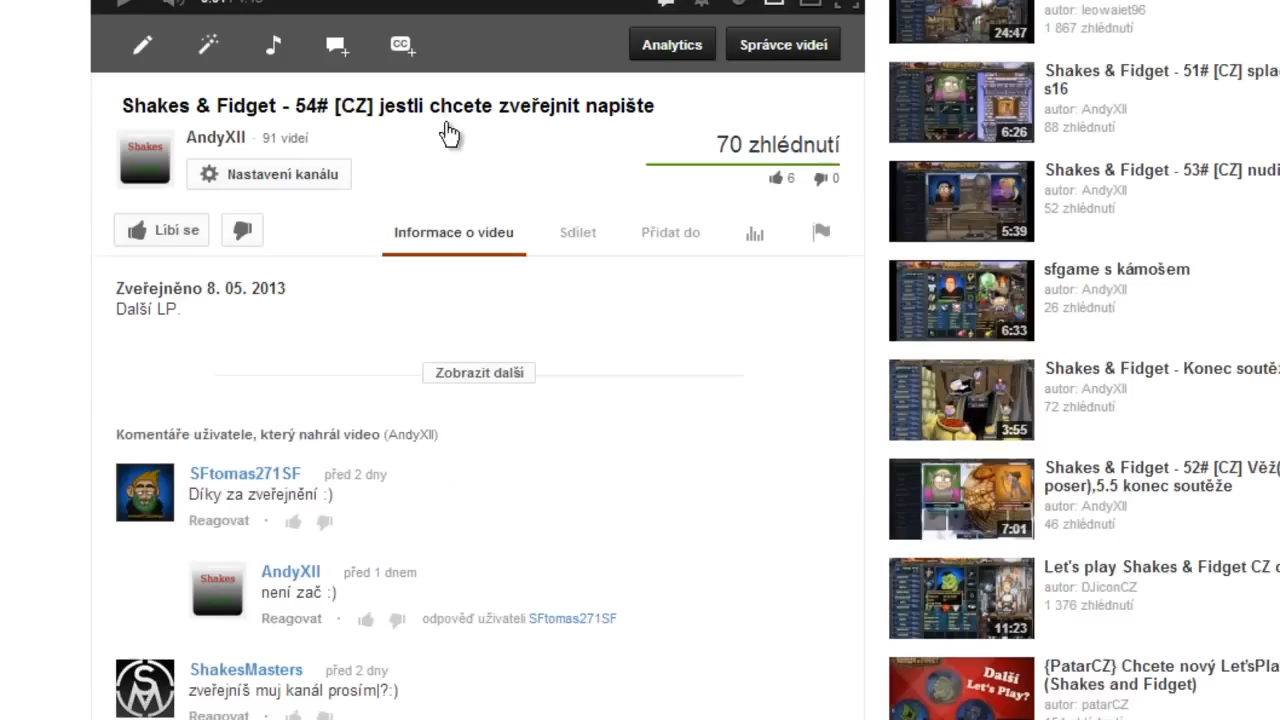 Analytics
Správce videí
Shakes & Fidget - 54# [CZ] jestli chcete zveřejnit napište
Shakes
AndyXII · 91 videí
Nastavení kanálu
70 zhlédnutí
6 0
Líbi se
Informace o videu
Sdílet
Přidat do
Zveřejněno 8. 05. 2013
Další LP.
Zobrazit další
Komentáře uživatele, který nahrál video (AndyXII)
SFtomas271SF před 2 dny
Díky za zveřejnění :)
Reagovat ·
Shakes
AndyXII před 1 dnem
není zač :)
Reagovat · odpověď uživateli SFtomas271SF
ShakesMasters před 2 dny
zveřejníš muj kanál prosím|?:)
Reagovat ·
autor: leowaiet96
1 867 zhlédnutí
24:47
Shakes & Fidget - 51# [CZ] spla
s16
autor: AndyXII
88 zhlédnutí
6:26
Shakes & Fidget - 53# [CZ] nudi
autor: AndyXII
52 zhlédnutí
5:39
sfgame s kámošem
autor: AndyXII
26 zhlédnutí
6:33
Shakes & Fidget - Konec soutěž
autor: AndyXII
72 zhlédnutí
3:55
Shakes & Fidget - 52# [CZ] Věž(
poser),5.5 konec soutěže
autor: AndyXII
46 zhlédnutí
7:01
Let's play Shakes & Fidget CZ d
autor: DJiconCZ
1 376 zhlédnutí
11:23
{PatarCZ} Chcete nový Let'sPla
(Shakes and Fidget)
autor: patarCZ
Další
Let's Play?